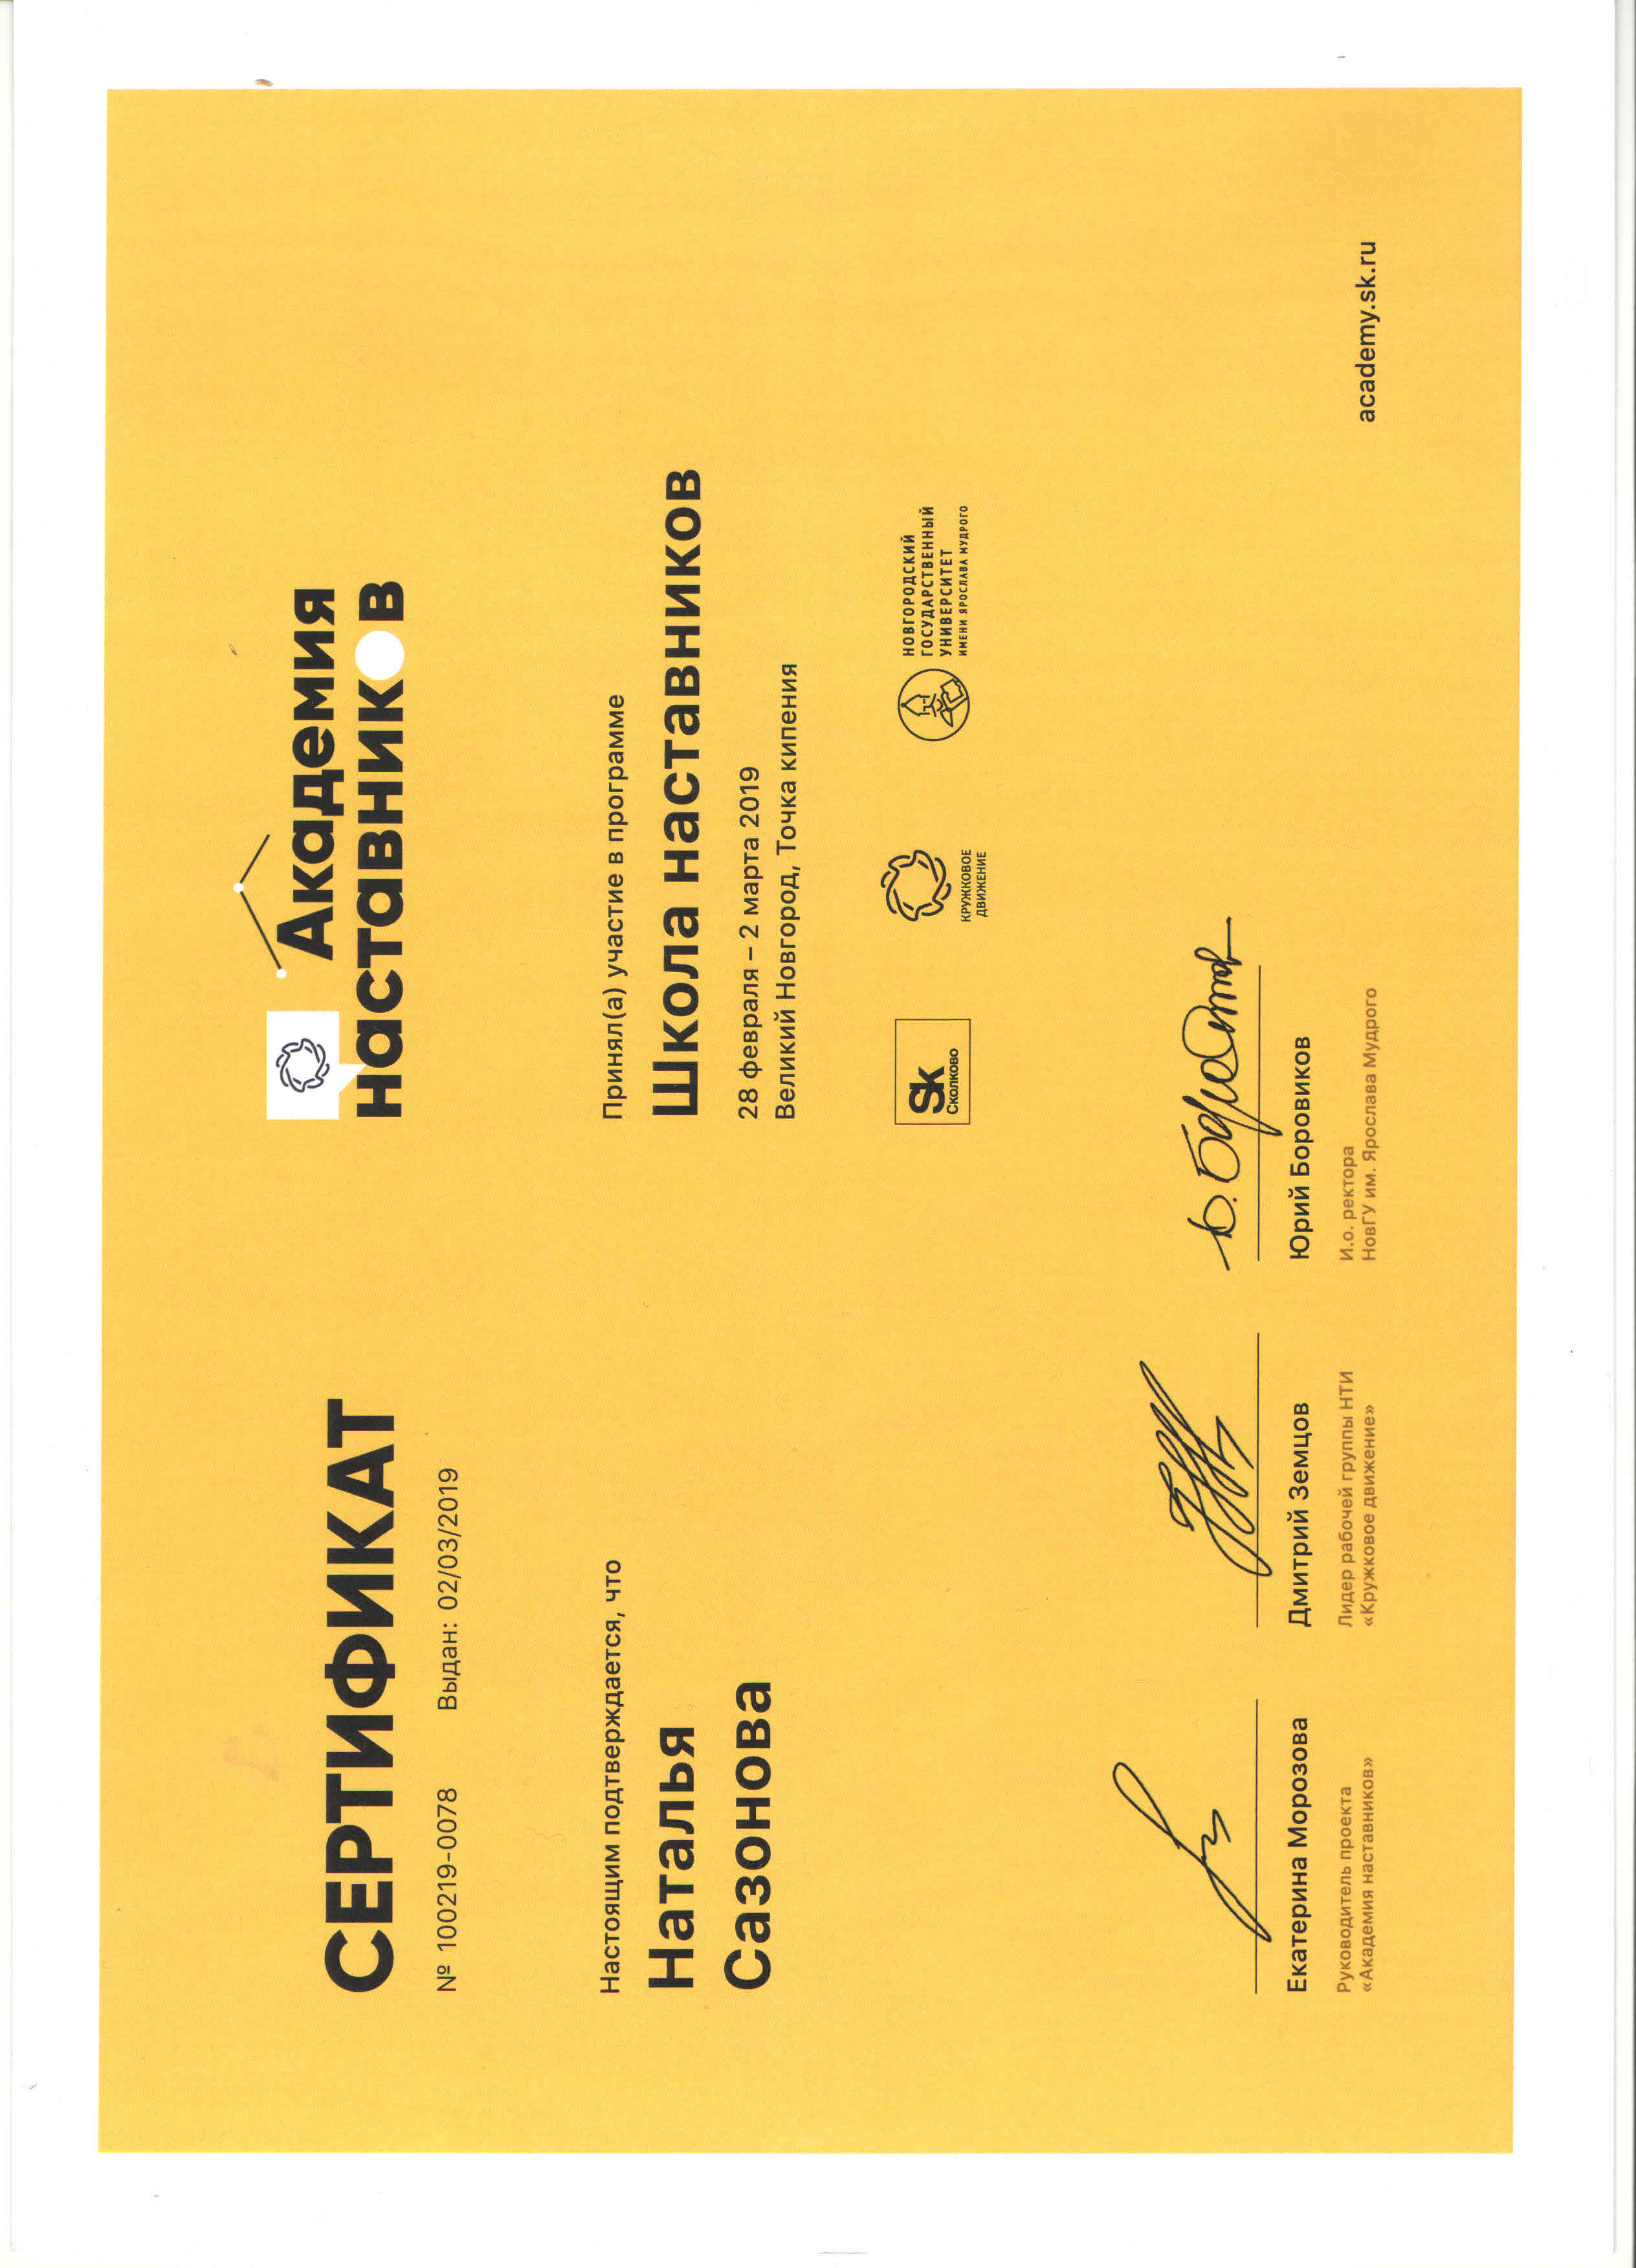 СЕРТИФИКАТ
№ 100219-0078 Выдан: 02/03/2019
Академия
наставников
Настоящим подтверждается, что
Наталья
Сазонова
Принял(а) участие в программе
Школа наставников
28 февраля – 2 марта 2019
Великий Новгород, Точка кипения
Sk
Сколково
КРУЖКОВОЕ
ДВИЖЕНИЕ
НОВГОРОДСКИЙ
ГОСУДАРСТВЕННЫЙ
УНИВЕРСИТЕТ
ИМЕНИ ЯРОСЛАВА МУДРОГО
Екатерина Морозова
Руководитель проекта
«Академия наставников»
Дмитрий Земцов
Лидер рабочей группы НТИ
«Кружковое движение»
Юрий Боровиков
И.о. ректора
НовГУ им. Ярослава Мудрого
academy.sk.ru